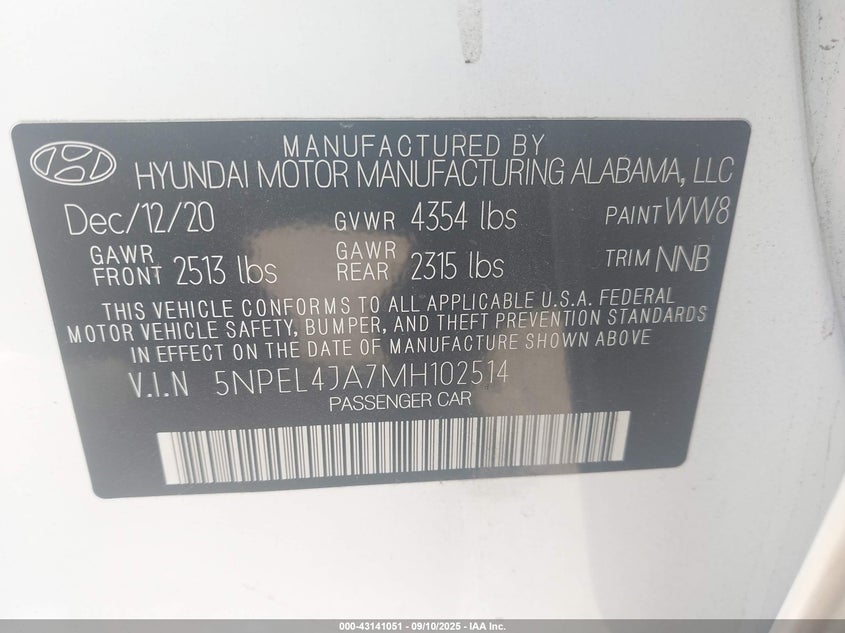 MANUFACTURED BY
HYUNDAI MOTOR MANUFACTURING ALABAMA, LLC
Dec/12/20 GVWR 4354 lbs PAINT WW8
GAWR FRONT 2513 lbs GAWR REAR 2315 lbs TRIM NNB
THIS VEHICLE CONFORMS TO ALL APPLICABLE U.S.A. FEDERAL
MOTOR VEHICLE SAFETY, BUMPER, AND THEFT PREVENTION STANDARDS
IN EFFECT ON THE DATE OF MANUFACTURE SHOWN ABOVE
V.I.N 5NPEL4JA7MH102514
PASSENGER CAR
000-43141051 - 09/10/2025 - IAA Inc.